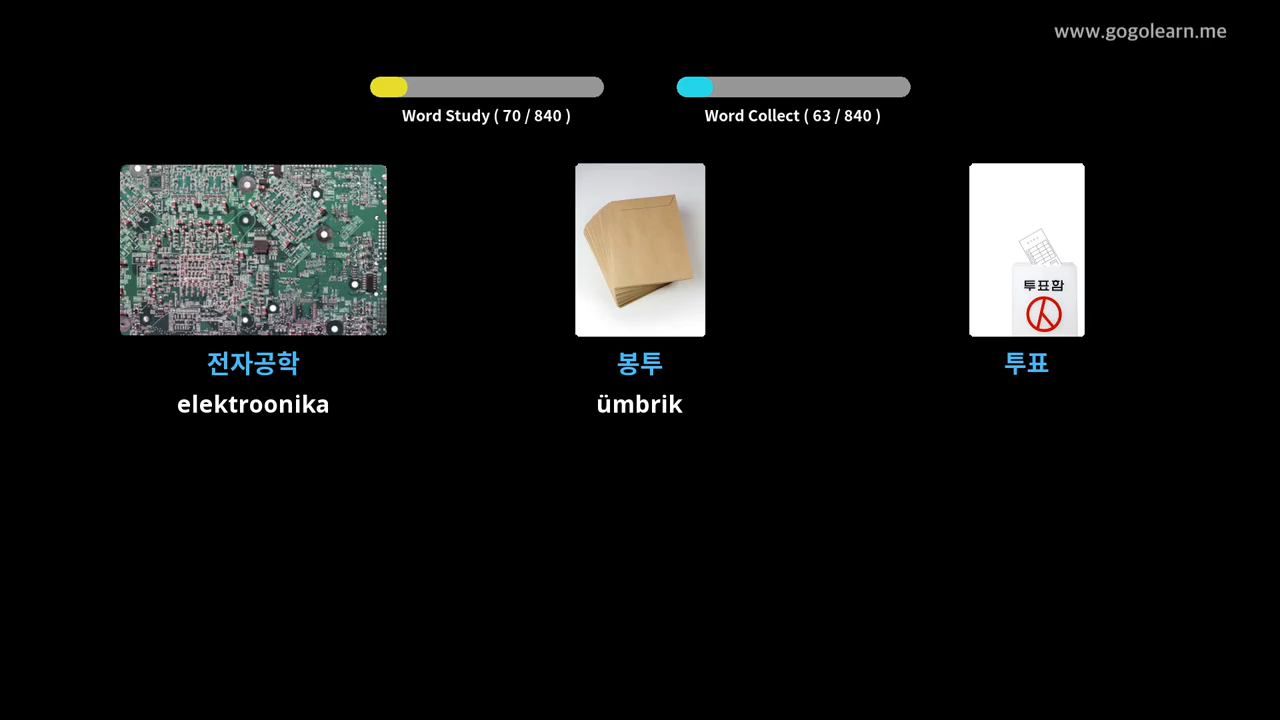 www.gogolearn.me
Word Study ( 70 / 840 )
Word Collect ( 63 / 840 )
투표함
전자공학
봉투
투표
elektroonika
ümbrik